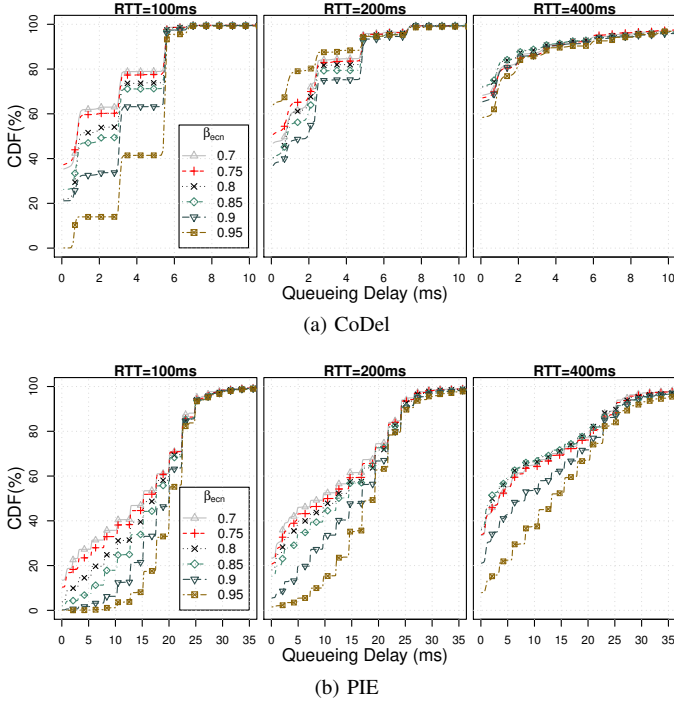 RTT=100ms RTT=200ms RTT=400ms
CDF(%)
100
80
60
40
20
0
βecn
0.7
0.75
0.8
0.85
0.9
0.95
0 2 4 6 8 10 0 2 4 6 8 10 0 2 4 6 8 10
Queueing Delay (ms)
(a) CoDel
RTT=100ms RTT=200ms RTT=400ms
CDF(%)
100
80
60
40
20
0
βecn
0.7
0.75
0.8
0.85
0.9
0.95
0 5 10 15 20 25 30 35 0 5 10 15 20 25 30 35 0 5 10 15 20 25 30 35
Queueing Delay (ms)
(b) PIE